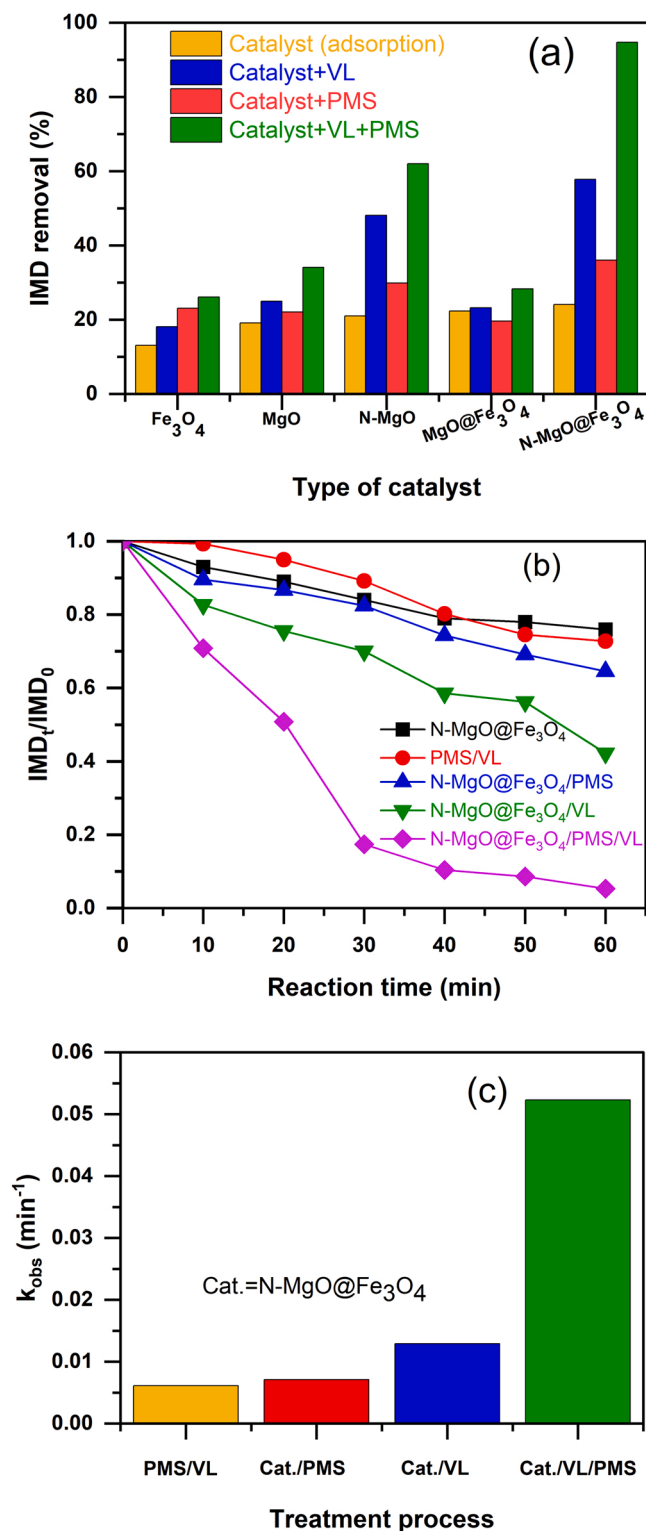 (a)
Catalyst (adsorption)
Catalyst+VL
Catalyst+PMS
Catalyst+VL+PMS
IMD removal (%)
100
80
60
40
20
0
Fe3O4
MgO
N-MgO
MgO@Fe3O4
N-MgO@Fe3O4
Type of catalyst
(b)
IMDt/IMD0
1.0
0.8
0.6
0.4
0.2
0.0
N-MgO@Fe3O4
PMS/VL
N-MgO@Fe3O4/PMS
N-MgO@Fe3O4/VL
N-MgO@Fe3O4/PMS/VL
0 10 20 30 40 50 60
Reaction time (min)
(c)
kobs (min-1)
0.06
0.05
0.04
0.03
0.02
0.01
0.00
Cat.=N-MgO@Fe3O4
PMS/VL Cat./PMS Cat./VL Cat./VL/PMS
Treatment process